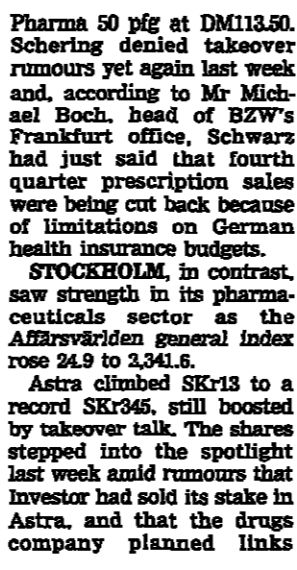 Pharma 50 pfg at DM113.50.
Schering denied takeover
rumours yet again last week
and, according to Mr Mich-
ael Boch, head of BZW's
Frankfurt office, Schwarz
had just said that fourth
quarter prescription sales
were being cut back because
of limitations on German
health insurance budgets.
STOCKHOLM, in contrast,
saw strength in its pharma-
ceuticals sector as the
Affärsvärlden general index
rose 24.9 to 2,341.6.
Astra climbed SKr13 to a
record SKr345, still boosted
by takeover talk. The shares
stepped into the spotlight
last week amid rumours that
Investor had sold its stake in
Astra, and that the drugs
company planned links